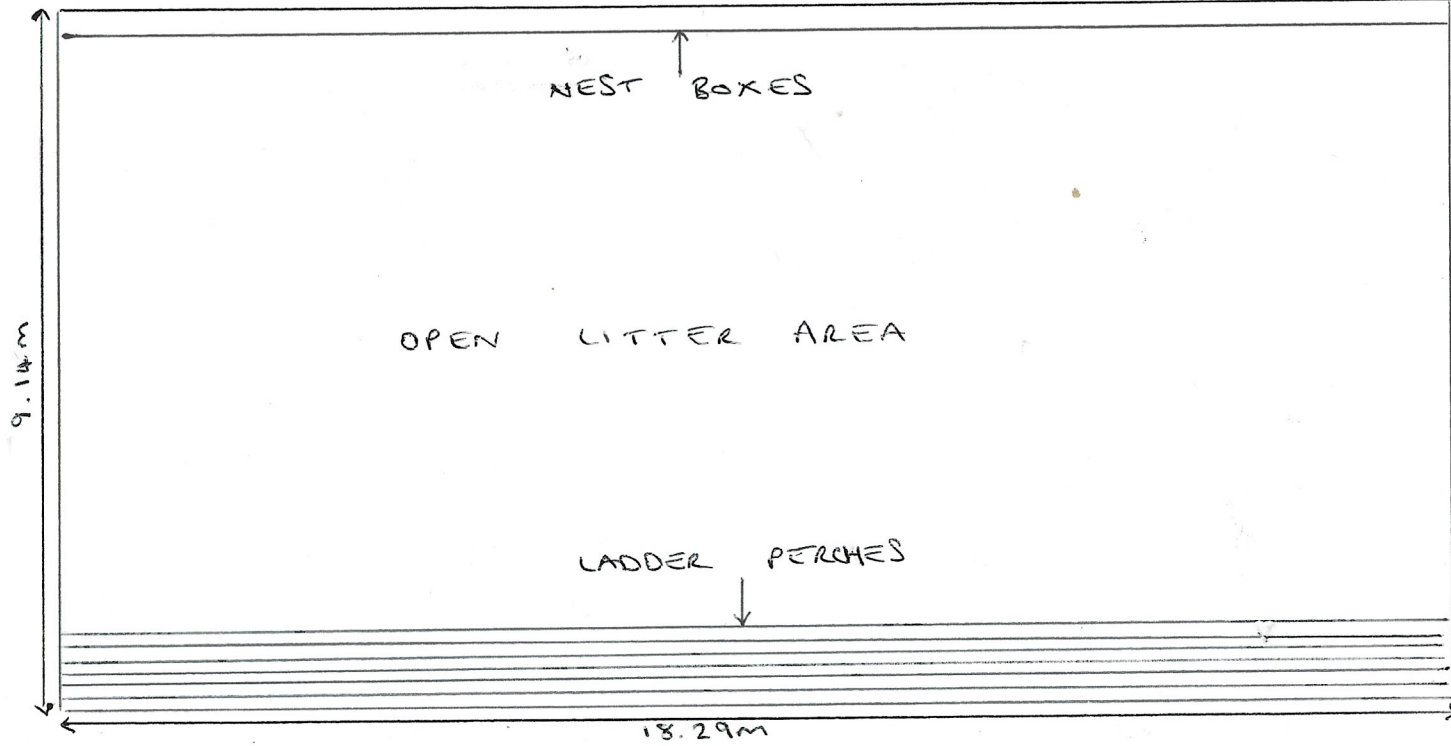 NEST BOXES
OPEN LITTER AREA
9.14m
LADDER PERCHES
18.29m